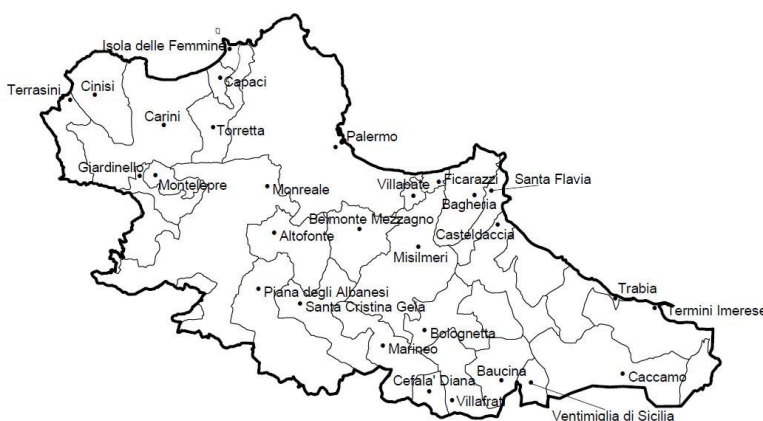 Isola delle Femmine
Capaci
Terrasini
Cinisi
Carini
Torretta
Palermo
Giardinello
Montelepre
Monreale
Villabate
Ficarazzi
Santa Flavia
Bagheria
Belmonte Mezzagno
Altofonte
Casteldaccia
Misilmeri
Piana degli Albanesi
Santa Cristina Gela
Trabia
Termini Imerese
Bolognetta
Marineo
Cefala' Diana
Baucina
Caccamo
Villafrati
Ventimiglia di Sicilia